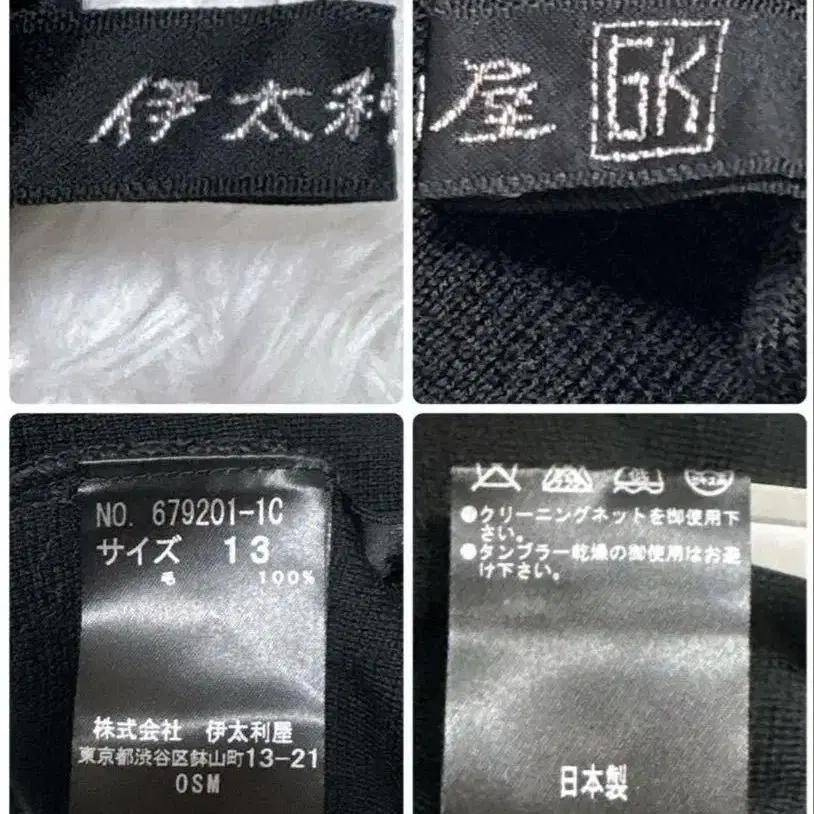 伊太利
利屋 GK
NO. 679201-1C
サイズ 13
毛 100%
株式会社 伊太利屋
東京都渋谷区鉢山町13-21
OSM
●クリーニングネットを御使用下
さい。
●タンブラー乾燥の御使用はお避
け下さい。
日本製